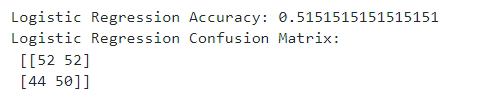 Logistic Regression Accuracy: 0.5151515151515151
Logistic Regression Confusion Matrix:
[[52 52]
[44 50]]